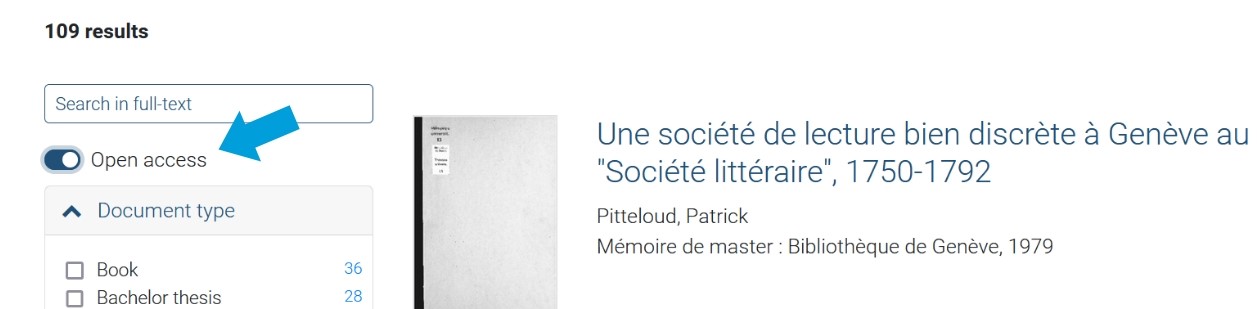 109 results
Search in full-text
Open access
Document type
Book 36
Bachelor thesis 28
Une société de lecture bien discrète à Genève au
"Société littéraire", 1750-1792
Pitteloud, Patrick
Mémoire de master : Bibliothèque de Genève, 1979